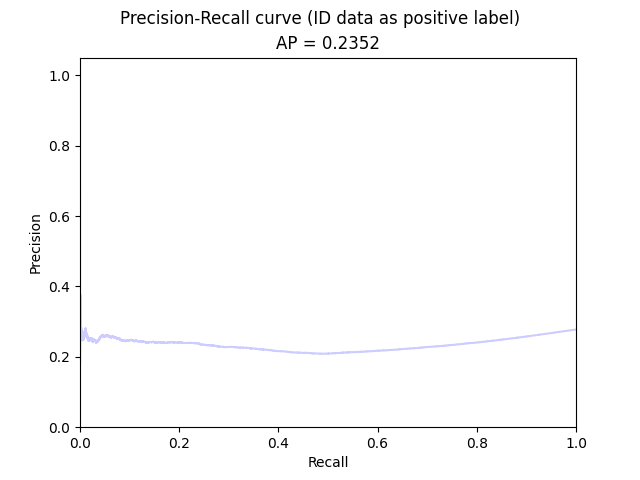 Precision-Recall curve (ID data as positive label)
AP = 0.2352
1.0
0.8
0.6
0.4
0.2
0.0
Precision
0.0 0.2 0.4 0.6 0.8 1.0
Recall